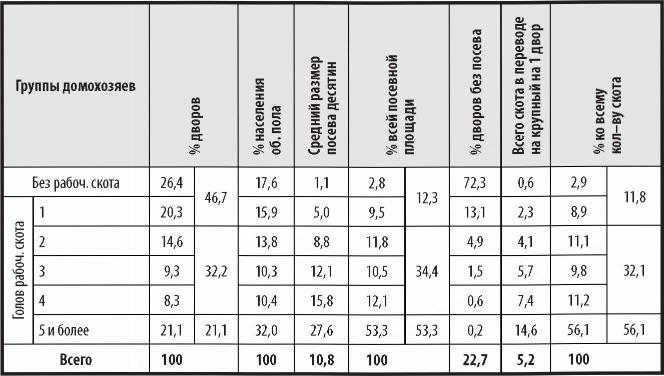 Группы домохозяев | % дворов | % населения об. пола | Средний размер посева десятин | % всей посевной площади | % дворов без посева | Всего скота в переводе на крупный на 1 двор | % ко всему кол-ву скота
Без рабоч. скота | 26,4 | 46,7 | 17,6 | 1,1 | 2,8 | 12,3 | 72,3 | 0,6 | 2,9 | 11,8
Голов рабоч. скота
1 | 20,3 | 15,9 | 5,0 | 9,5 | 13,1 | 2,3 | 8,9
2 | 14,6 | 13,8 | 8,8 | 11,8 | 4,9 | 4,1 | 11,1
3 | 9,3 | 32,2 | 10,3 | 12,1 | 10,5 | 34,4 | 1,5 | 5,7 | 9,8 | 32,1
4 | 8,3 | 10,4 | 15,8 | 12,1 | 0,6 | 7,4 | 11,2
5 и более | 21,1 | 21,1 | 32,0 | 27,6 | 53,3 | 53,3 | 0,2 | 14,6 | 56,1 | 56,1
Всего | 100 | 100 | 10,8 | 100 | 22,7 | 5,2 | 100